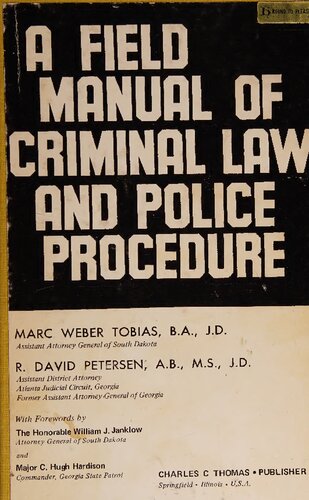 A FIELD
MANUAL OF
CRIMINAL LAW
AND POLICE
PROCEDURE
MARC WEBER TOBIAS, B.A., J.D.
Assistant Attorney General of South Dakota
R. DAVID PETERSEN, A.B., M.S., J.D.
Assistant District Attorney
Atlanta Judicial Circuit, Georgia
Former Assistant Attorney General of Georgia
With Forewords by
The Honorable William J. Janklow
Attorney General of South Dakota
and
Major C. Hugh Hardison
Commander, Georgia State Patrol
CHARLES C THOMAS • PUBLISHER
Springfield • Illinois • U.S.A.